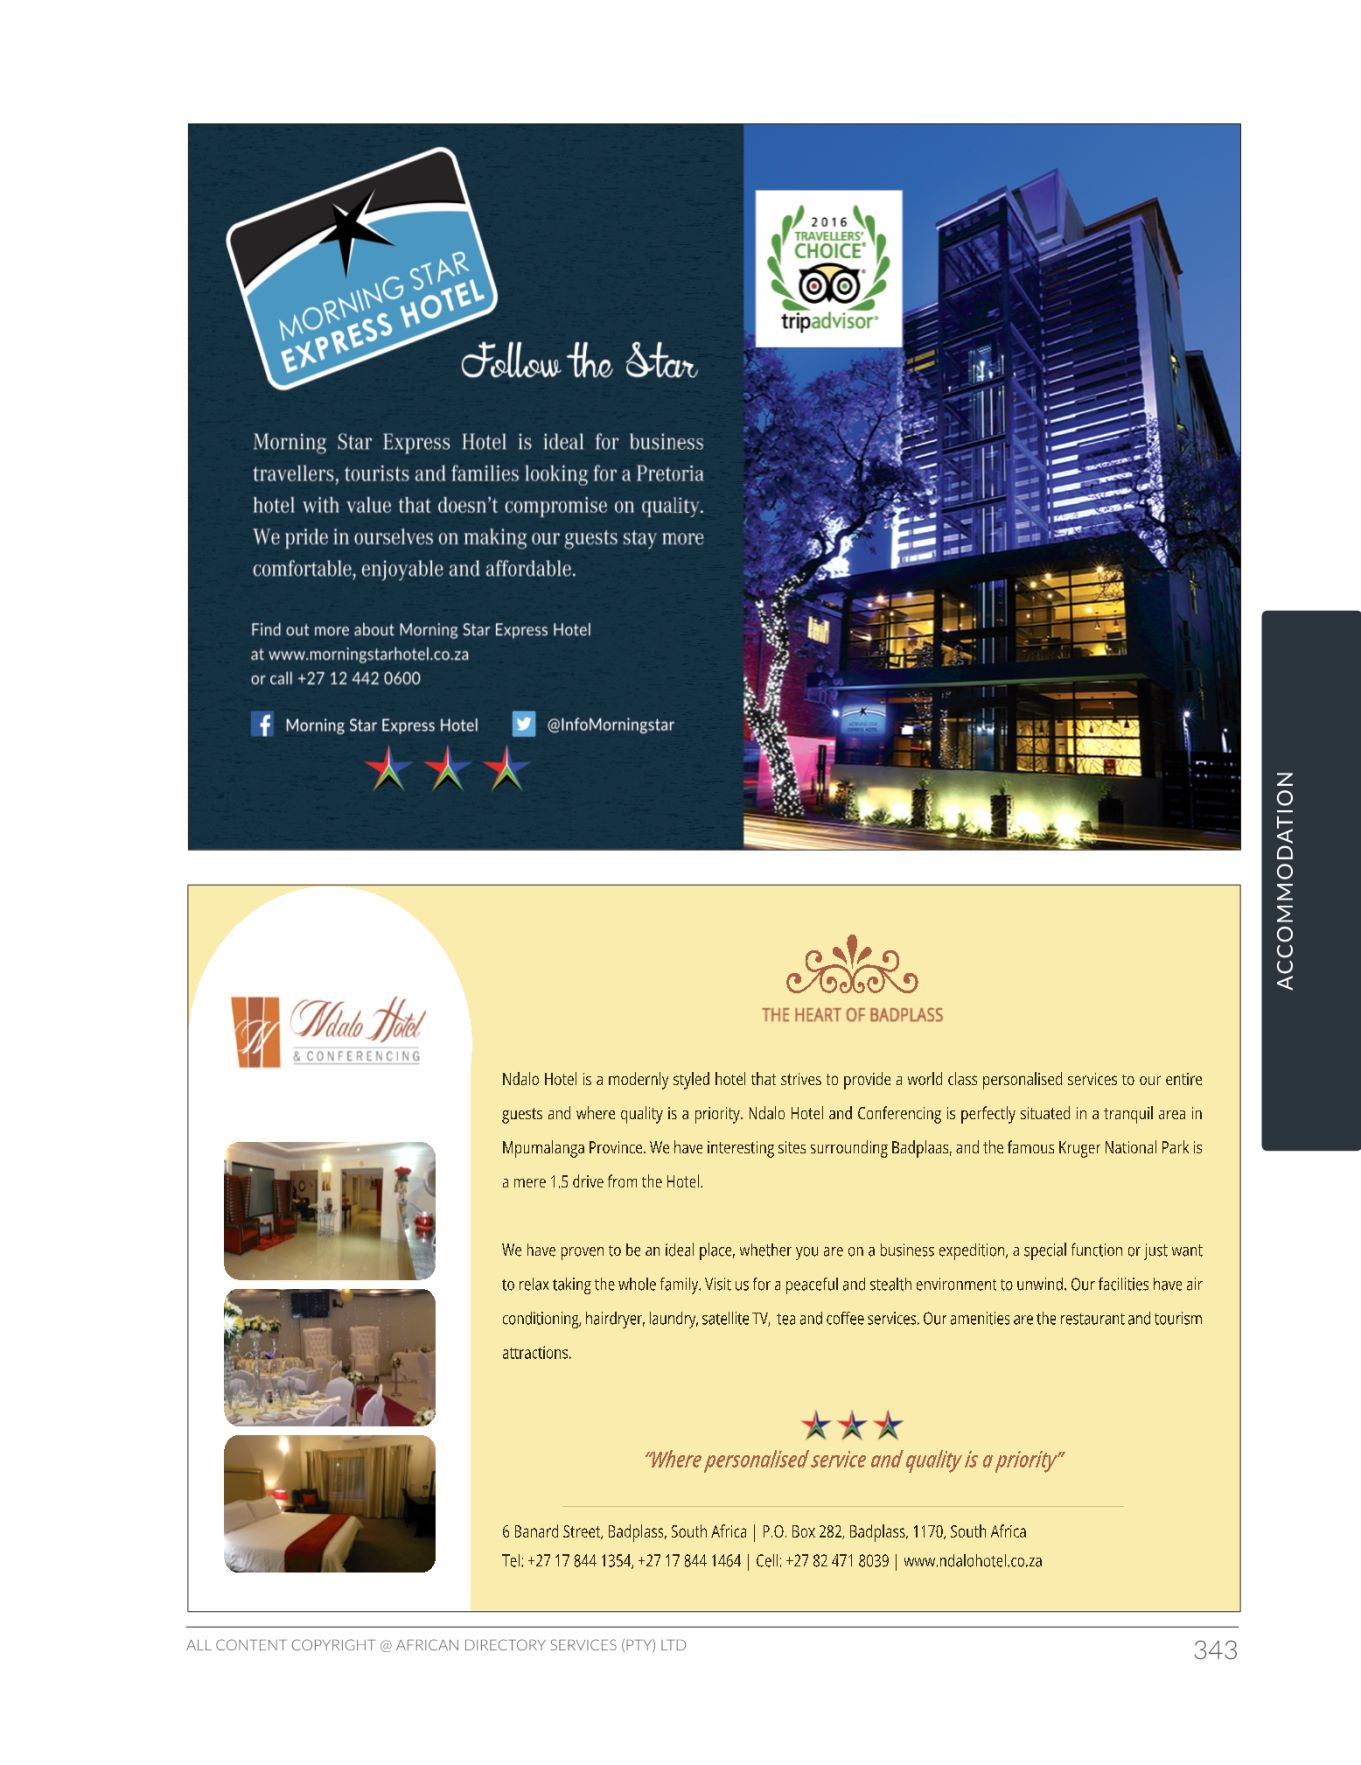 MORNING STAR
EXPRESS HOTEL
Follow the Star
Morning Star Express Hotel is ideal for business
travellers, tourists and families looking for a Pretoria
hotel with value that doesn't compromise on quality.
We pride in ourselves on making our guests stay more
comfortable, enjoyable and affordable.
Find out more about Morning Star Express Hotel
at www.morningstarhotel.co.za
or call +27 12 442 0600
Morning Star Express Hotel
@InfoMorningstar
2016
TRAVELLERS'
CHOICE®
tripadvisor®
MORNING STAR
EXPRESS HOTEL
ACCOMMODATION
N
Ndalo Hotel
& CONFERENCING
THE HEART OF BADPLASS
Ndalo Hotel is a modernly styled hotel that strives to provide a world class personalised services to our entire
guests and where quality is a priority. Ndalo Hotel and Conferencing is perfectly situated in a tranquil area in
Mpumalanga Province. We have interesting sites surrounding Badplaas, and the famous Kruger National Park is
a mere 1.5 drive from the Hotel.
We have proven to be an ideal place, whether you are on a business expedition, a special function or just want
to relax taking the whole family. Visit us for a peaceful and stealth environment to unwind. Our facilities have air
conditioning, hairdryer, laundry, satellite TV, tea and coffee services. Our amenities are the restaurant and tourism
attractions.
“Where personalised service and quality is a priority”
6 Banard Street, Badplass, South Africa | P.O. Box 282, Badplass, 1170, South Africa
Tel: +27 17 844 1354, +27 17 844 1464 | Cell: +27 82 471 8039 | www.ndalohotel.co.za
ALL CONTENT COPYRIGHT @ AFRICAN DIRECTORY SERVICES (PTY) LTD
343